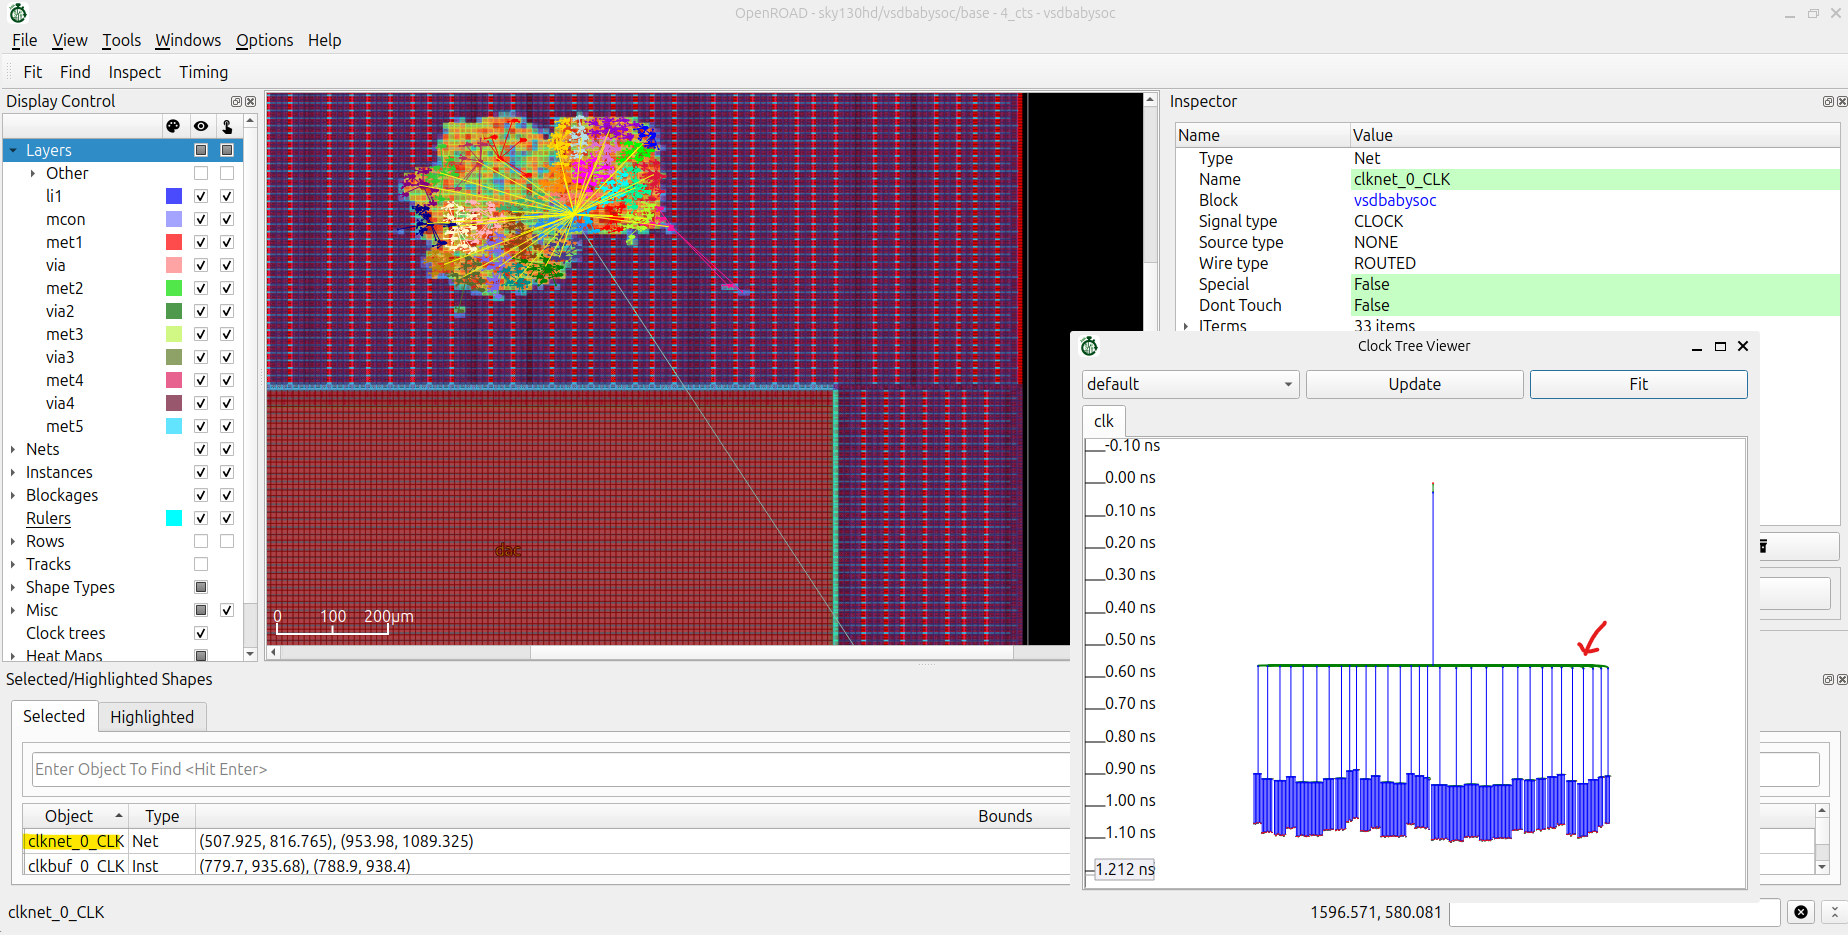 OpenROAD - sky130hd/vsdbabysoc/base - 4_cts - vsdbabysoc
File View Tools Windows Options Help
Fit Find Inspect Timing
Display Control
Layers
Other
li1
mcon
met1
via
met2
via2
met3
via3
met4
via4
met5
Nets
Instances
Blockages
Rulers
Rows
Tracks
Shape Types
Misc
Clock trees
Heat Maps
dac
0 100 200µm
Inspector
Name Value
Type Net
Name clknet_0_CLK
Block vsdbabysoc
Signal type CLOCK
Source type NONE
Wire type ROUTED
Special False
Dont Touch False
ITerms 33 items
Clock Tree Viewer
default Update Fit
clk
-0.10 ns
0.00 ns
0.10 ns
0.20 ns
0.30 ns
0.40 ns
0.50 ns
0.60 ns
0.70 ns
0.80 ns
0.90 ns
1.00 ns
1.10 ns
1.212 ns
Selected/Highlighted Shapes
Selected Highlighted
Enter Object To Find <Hit Enter>
Object Type Bounds
clknet_0_CLK Net (507.925, 816.765), (953.98, 1089.325)
clkbuf_0_CLK Inst (779.7, 935.68), (788.9, 938.4)
clknet_0_CLK
1596.571, 580.081